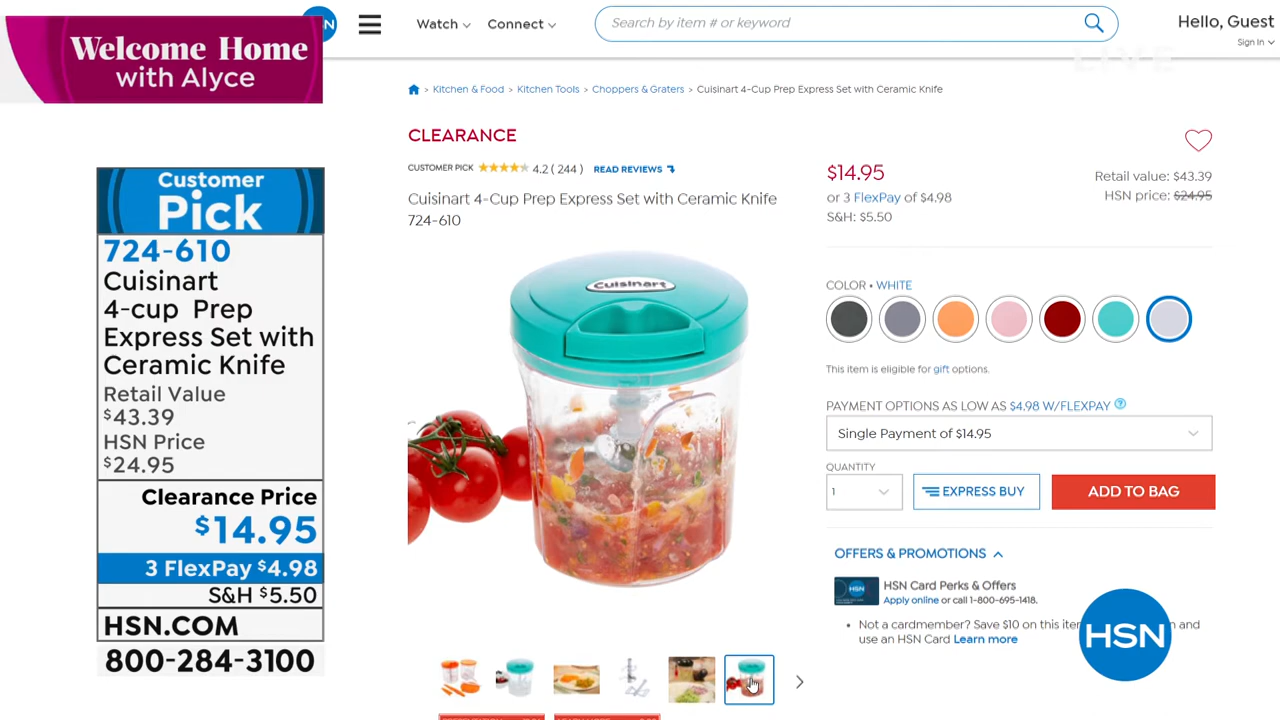 Welcome Home
with Alyce
HSN
Watch
Connect
Search by item # or keyword
Hello, Guest
Sign In
LIVE
Kitchen & Food > Kitchen Tools > Choppers & Graters > Cuisinart 4-Cup Prep Express Set with Ceramic Knife
CLEARANCE
CUSTOMER PICK 4.2 ( 244 ) READ REVIEWS
Cuisinart 4-Cup Prep Express Set with Ceramic Knife
724-610
Cuisinart
$14.95
or 3 FlexPay of $4.98
S&H: $5.50
Retail value: $43.39
HSN price: $24.95
COLOR • WHITE
This item is eligible for gift options.
PAYMENT OPTIONS AS LOW AS $4.98 W/FLEXPAY ?
Single Payment of $14.95
QUANTITY
1
EXPRESS BUY
ADD TO BAG
OFFERS & PROMOTIONS
HSN
HSN Card Perks & Offers
Apply online or call 1-800-695-1418.
• Not a cardmember? Save $10 on this and
use an HSN Card Learn more
HSN
Customer
Pick
724-610
Cuisinart
4-cup Prep
Express Set with
Ceramic Knife
Retail Value
$43.39
HSN Price
$24.95
Clearance Price
$14.95
3 FlexPay $4.98
S&H $5.50
HSN.COM
800-284-3100